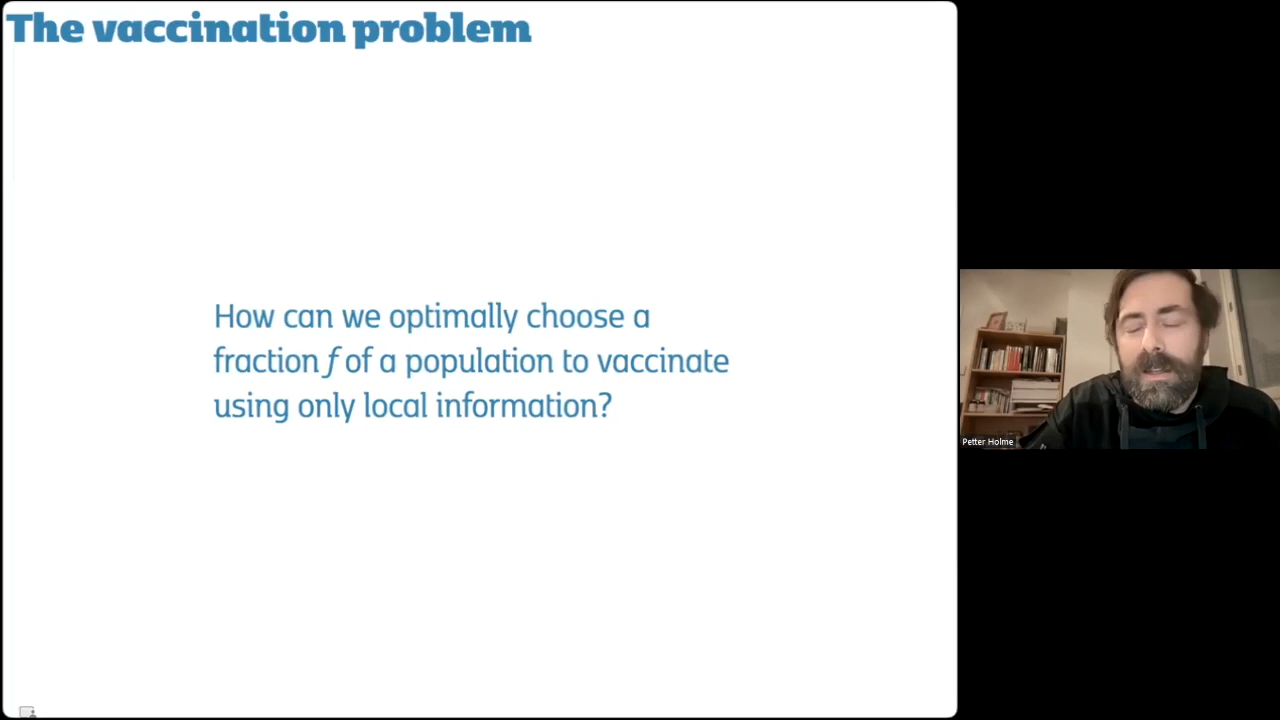 The vaccination problem
How can we optimally choose a
fraction f of a population to vaccinate
using only local information?
Petter Holme